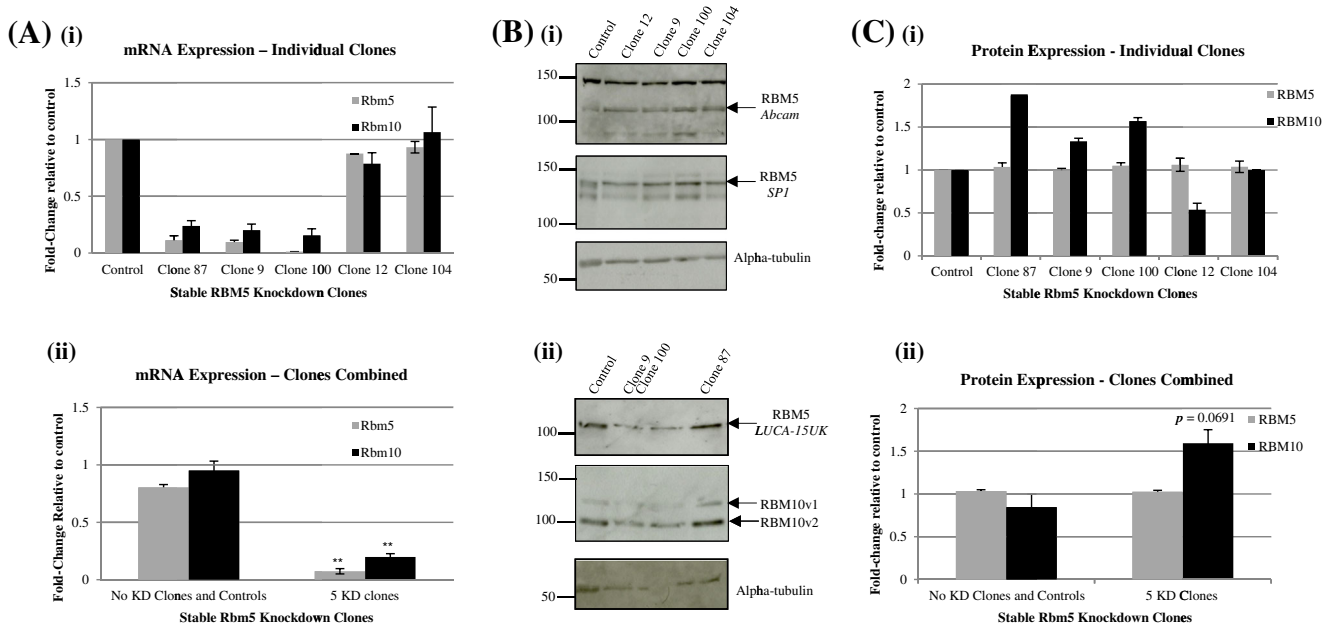 (A) (i)
mRNA Expression – Individual Clones
Fold-Change relative to control
1.5
1
0.5
0
Rbm5
Rbm10
Control
Clone 87
Clone 9
Clone 100
Clone 12
Clone 104
Stable RBM5 Knockdown Clones
(ii)
mRNA Expression – Clones Combined
Fold-Change Relative to control
1.5
1
0.5
0
Rbm5
Rbm10
**
**
No KD Clones and Controls
5 KD clones
Stable Rbm5 Knockdown Clones
(B) (i)
Control
Clone 12
Clone 9
Clone 100
Clone 104
150
100
RBM5
Abcam
150
100
RBM5
SP1
50
Alpha-tubulin
(ii)
Control
Clone 9
Clone 100
Clone 87
100
RBM5
LUCA-15UK
150
100
RBM10v1
RBM10v2
50
Alpha-tubulin
(C) (i)
Protein Expression - Individual Clones
Fold-change relative to control
2
1.5
1
0.5
0
RBM5
RBM10
Control
Clone 87
Clone 9
Clone 100
Clone 12
Clone 104
Stable Rbm5 Knockdown Clones
(ii)
Protein Expression - Clones Combined
Fold-change relative to control
2
1.5
1
0.5
0
p = 0.0691
RBM5
RBM10
No KD Clones and Controls
5 KD Clones
Stable Rbm5 Knockdown Clones